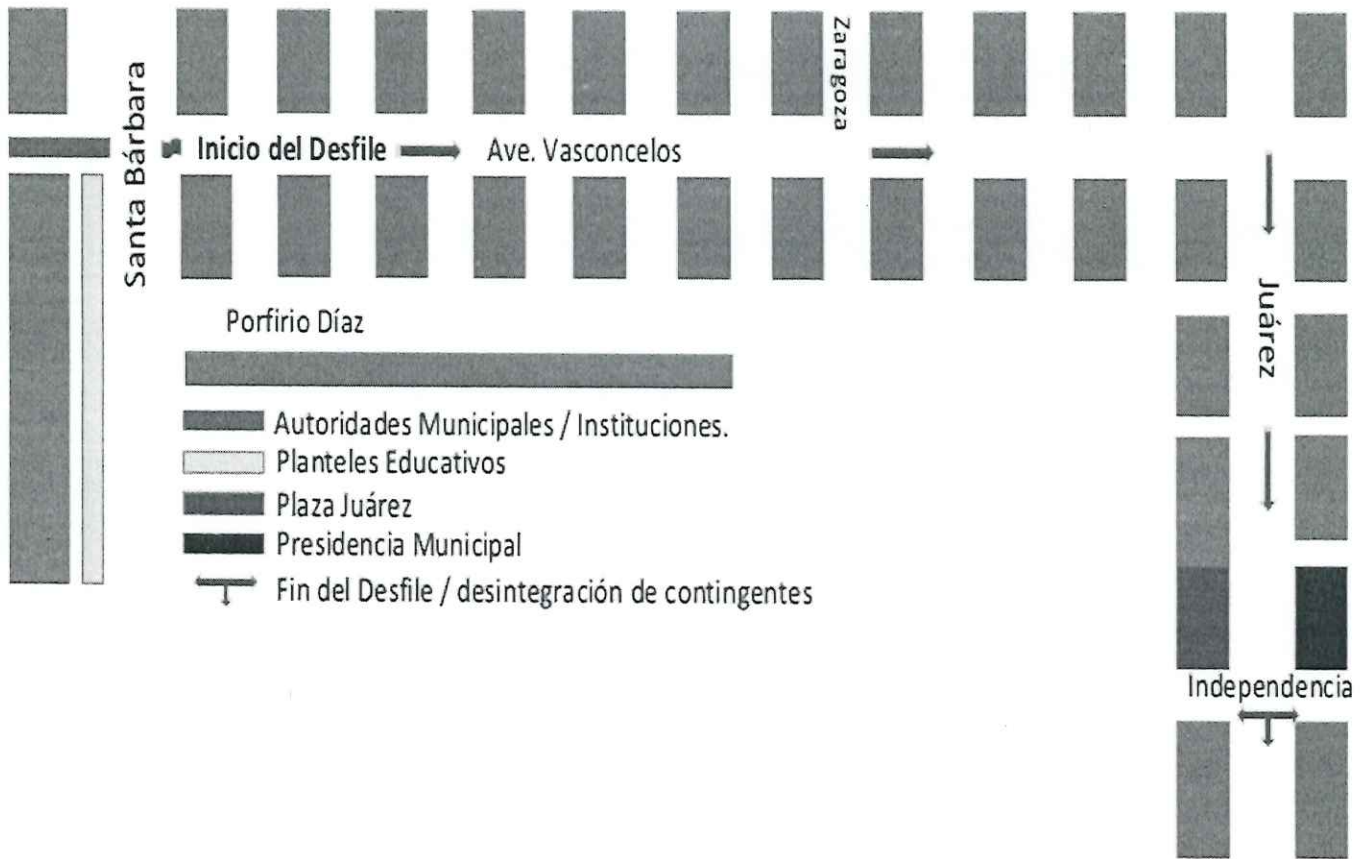 Zaragoza
Santa Bárbara
Inicio del Desfile
Ave. Vasconcelos
Juárez
Porfirio Díaz
Autoridades Municipales / Instituciones.
Planteles Educativos
Plaza Juárez
Presidencia Municipal
Fin del Desfile / desintegración de contingentes
Independencia